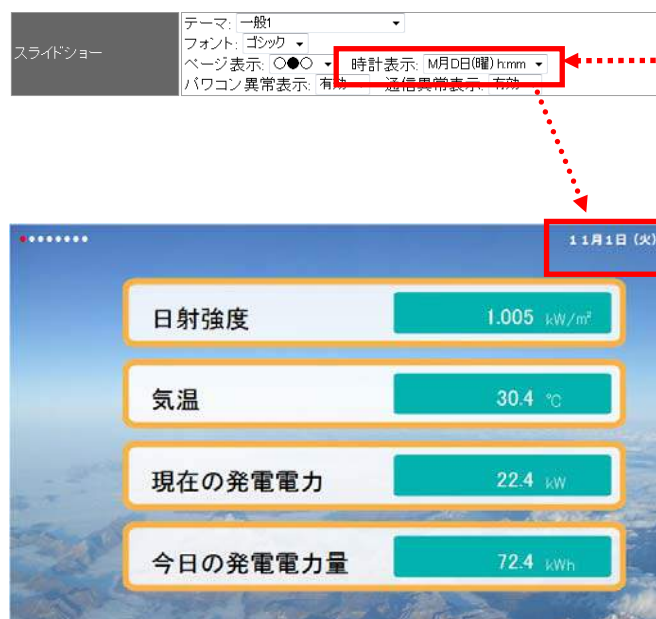 スライドショー
テーマ: 一般1
フォント: ゴシック
ページ表示: ○●○ 時計表示: M月D日(曜) h:mm
パワコン異常表示: 有効 通信異常表示: 有効
11月1日(火)
日射強度 1.005 kW/m²
気温 30.4 ℃
現在の発電電力 22.4 kW
今日の発電電力量 72.4 kWh